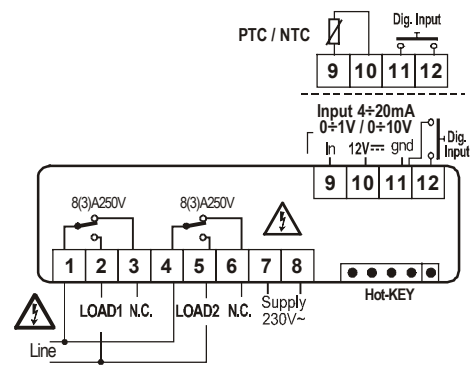 PTC / NTC
Dig. Input
9 10 11 12
Input 4÷20mA
0÷1V / 0÷10V
In 12V⎓ gnd
Dig.
Input
9 10 11 12
8(3)A250V 8(3)A250V
1 2 3 4 5 6 7 8
Hot-KEY
LOAD1 N.C. LOAD2 N.C. Supply
230V~
Line